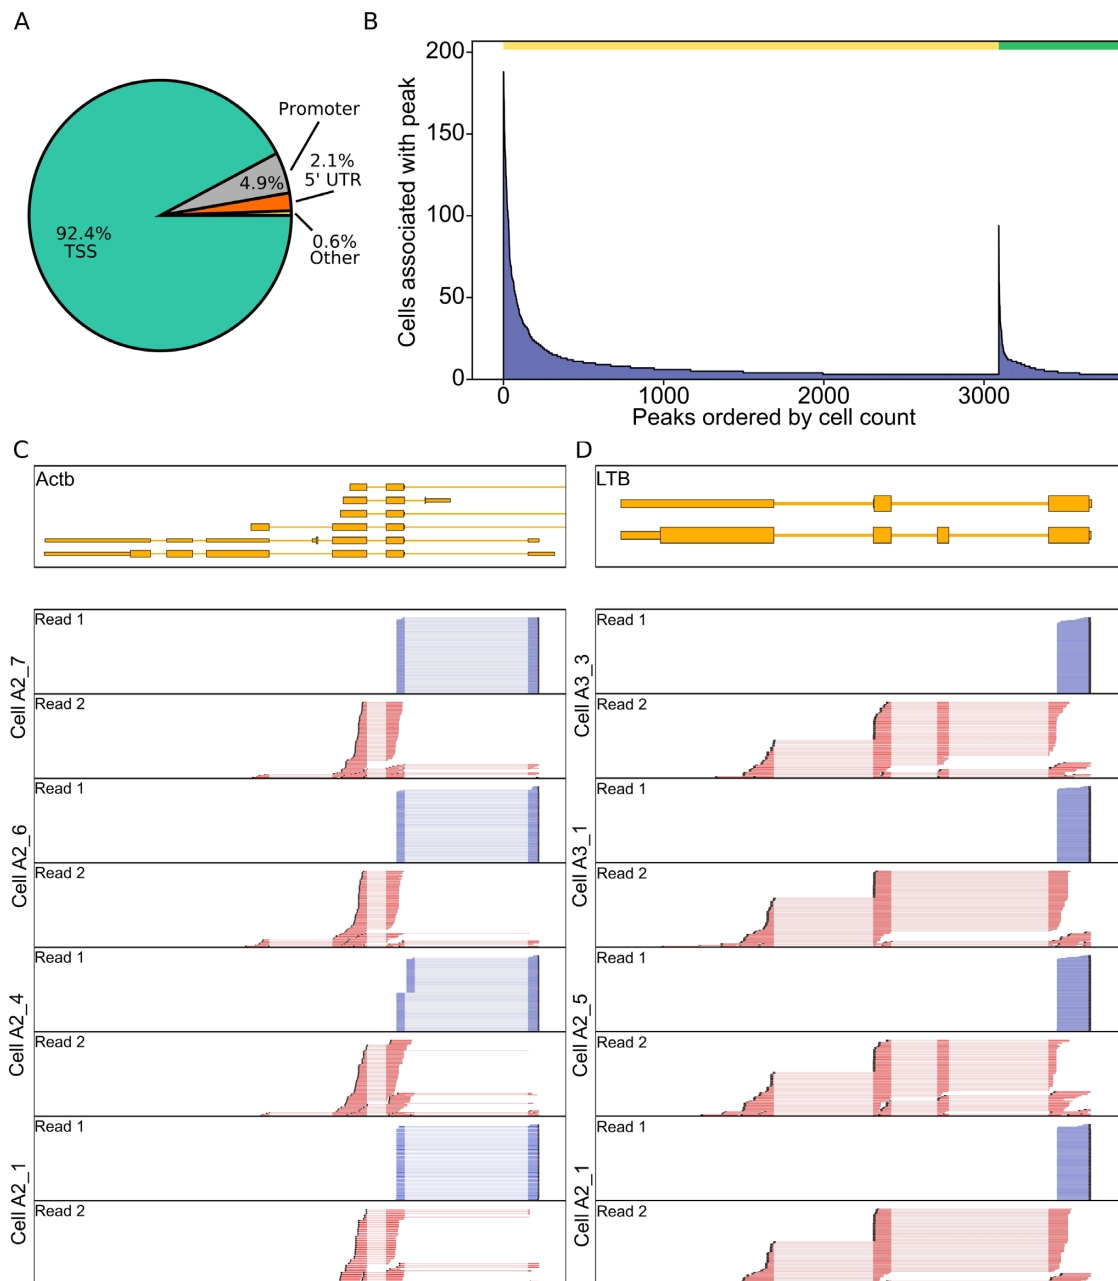 A
Promoter
2.1%
5' UTR
4.9%
92.4%
TSS
0.6%
Other
B
Cells associated with peak
200
150
100
50
0
0 1000 2000 3000
Peaks ordered by cell count
C
Actb
Cell A2_7
Read 1
Read 2
Cell A2_6
Read 1
Read 2
Cell A2_4
Read 1
Read 2
Cell A2_1
Read 1
Read 2
D
LTB
Cell A3_3
Read 1
Read 2
Cell A3_1
Read 1
Read 2
Cell A2_5
Read 1
Read 2
Cell A2_1
Read 1
Read 2